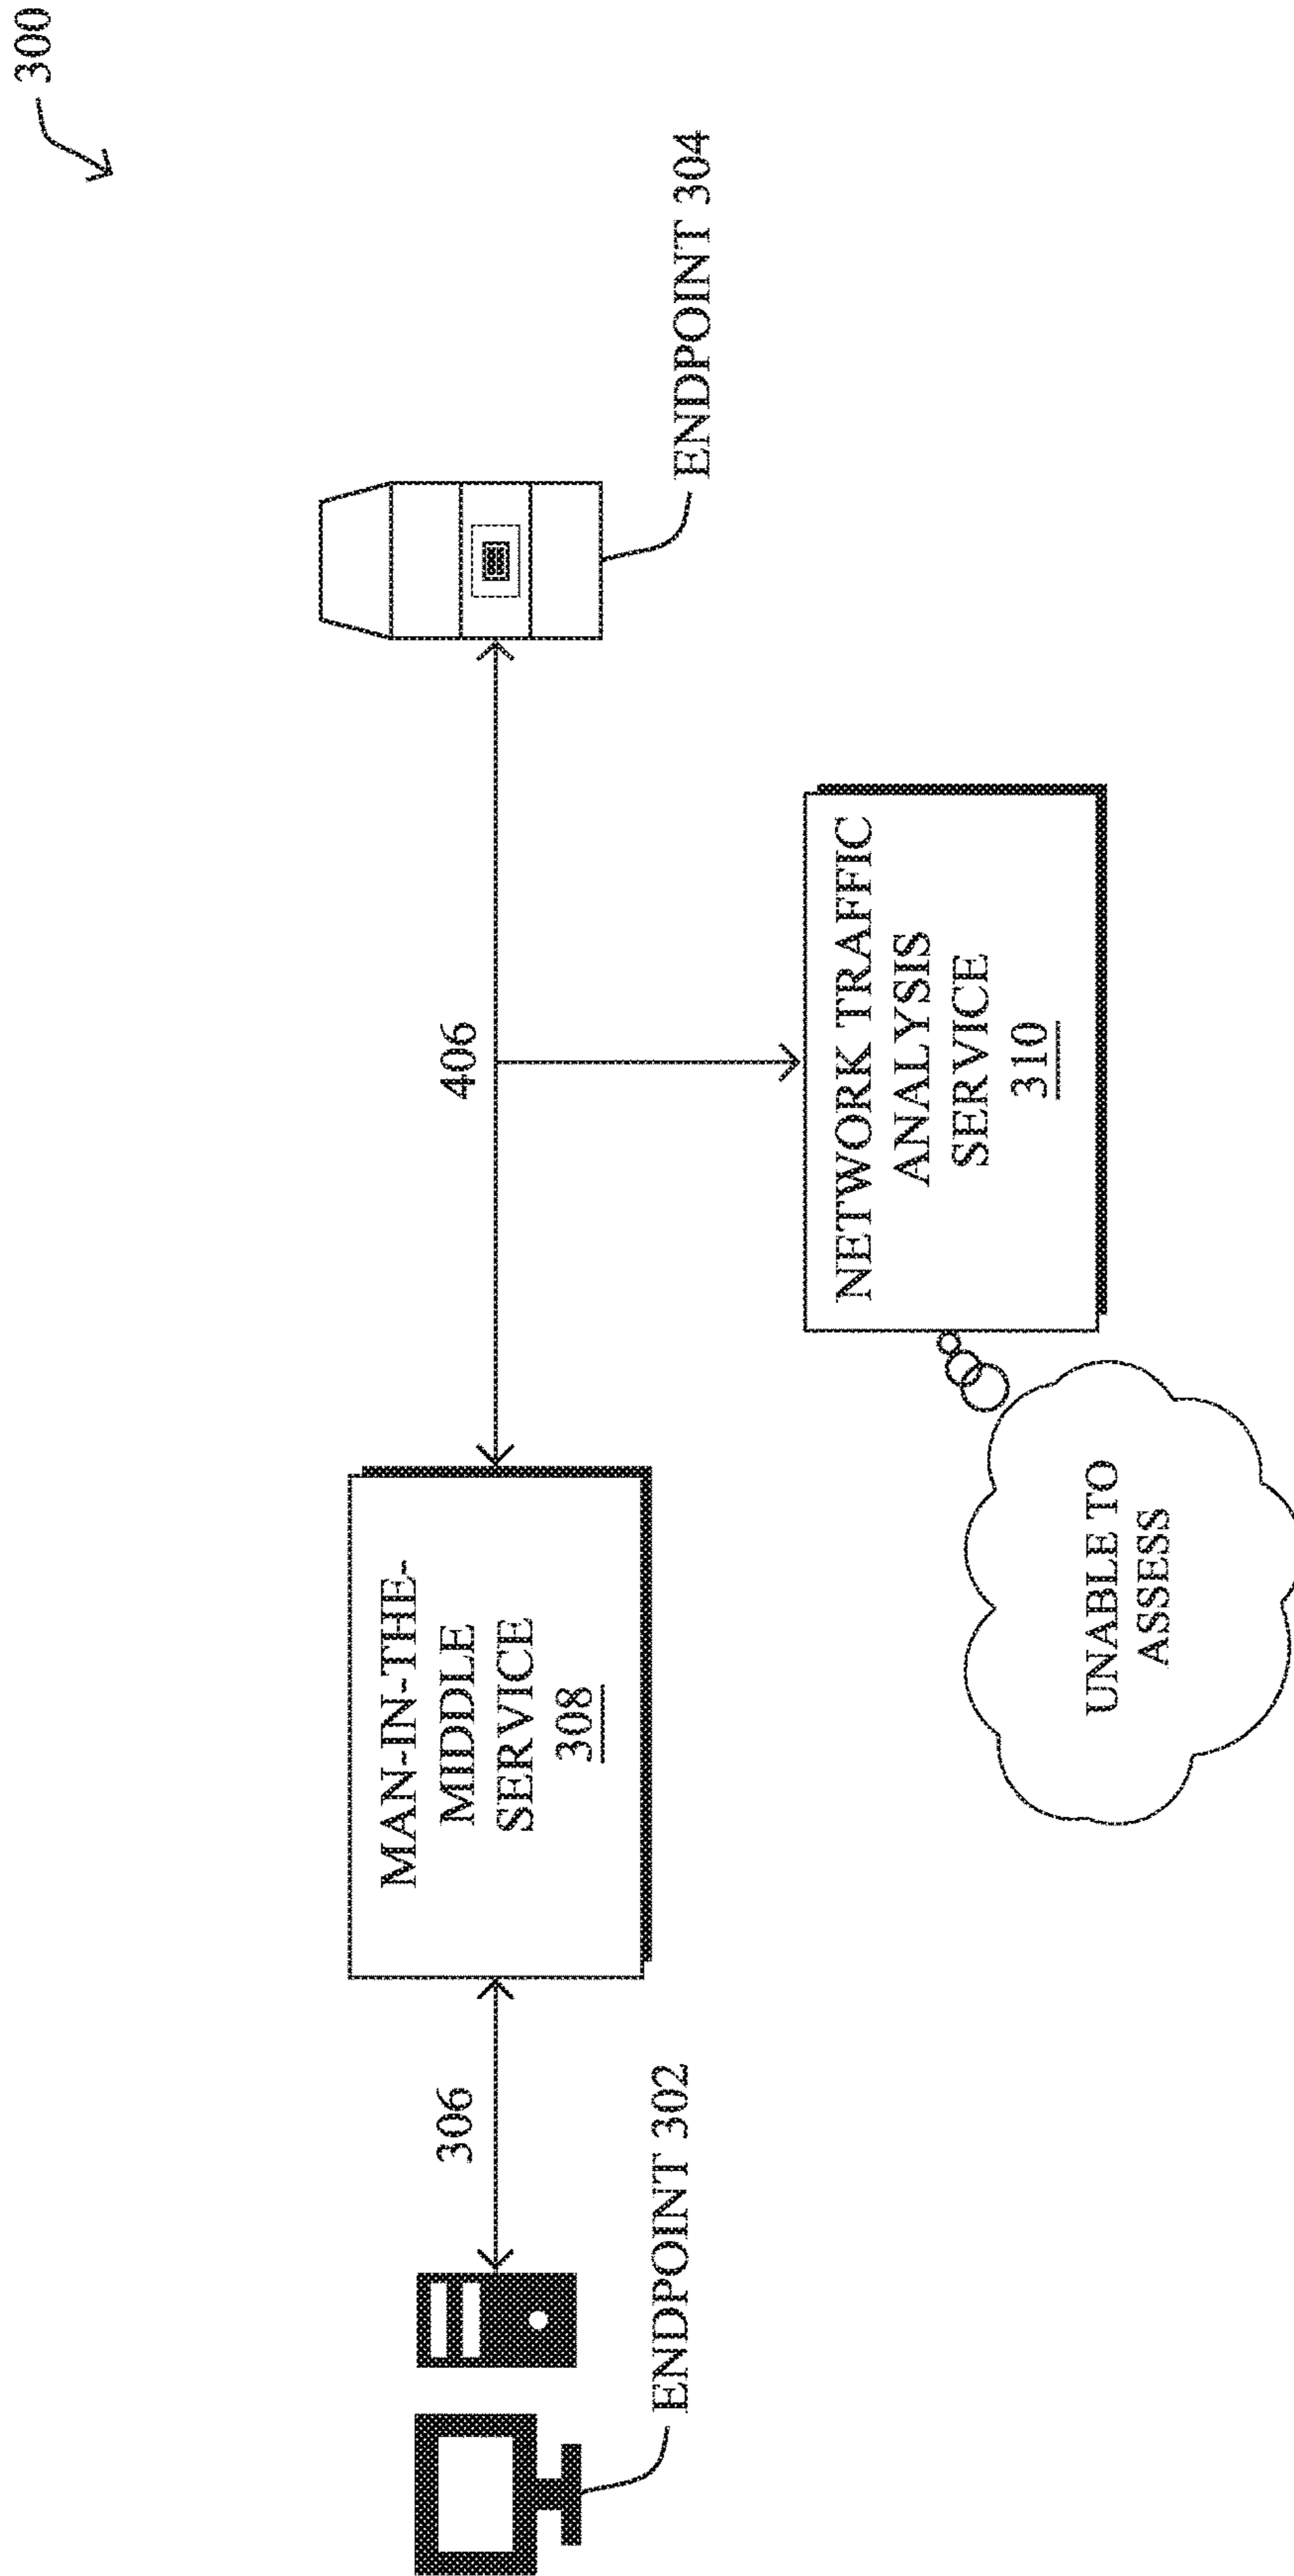 300
306
MAN-IN-THE-
MIDDLE
SERVICE
308
406
ENDPOINT 304
ENDPOINT 302
NETWORK TRAFFIC
ANALYSIS
SERVICE
310
UNABLE TO
ASSESS